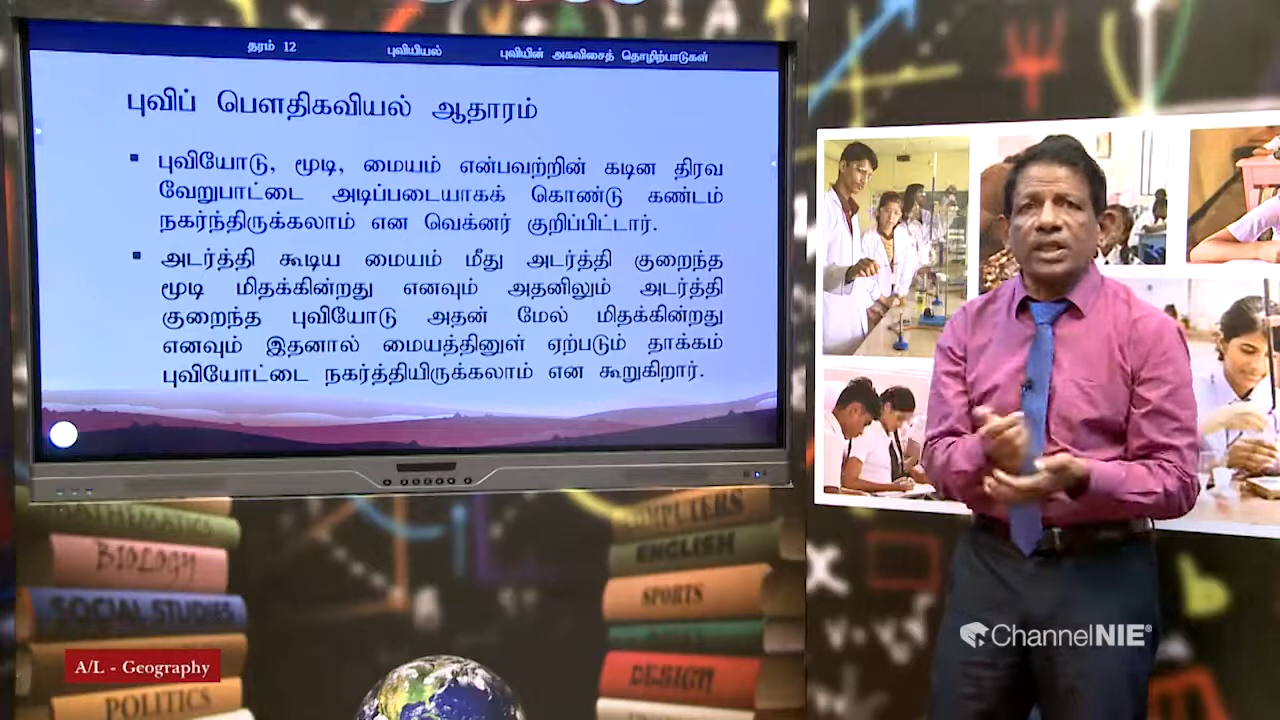 தரம் 12 புவியியல் புவியின் அகவிசைத் தொழிற்பாடுகள்
புவிப் பௌதிகவியல் ஆதாரம்
▪ புவியோடு, மூடி, மையம் என்பவற்றின் கடின திரவ
வேறுபாட்டை அடிப்படையாகக் கொண்டு கண்டம்
நகர்ந்திருக்கலாம் என வெக்னர் குறிப்பிட்டார்.
▪ அடர்த்தி கூடிய மையம் மீது அடர்த்தி குறைந்த
மூடி மிதக்கின்றது எனவும் அதனிலும் அடர்த்தி
குறைந்த புவியோடு அதன் மேல் மிதக்கின்றது
எனவும் இதனால் மையத்தினுள் ஏற்படும் தாக்கம்
புவியோட்டை நகர்த்தியிருக்கலாம் என கூறுகிறார்.
MATHEMATICS
BIOLOGY
SOCIAL STUDIES
POLITICS
COMPUTERS
ENGLISH
SPORTS
DESIGN
A/L - Geography
ChannelNIE®